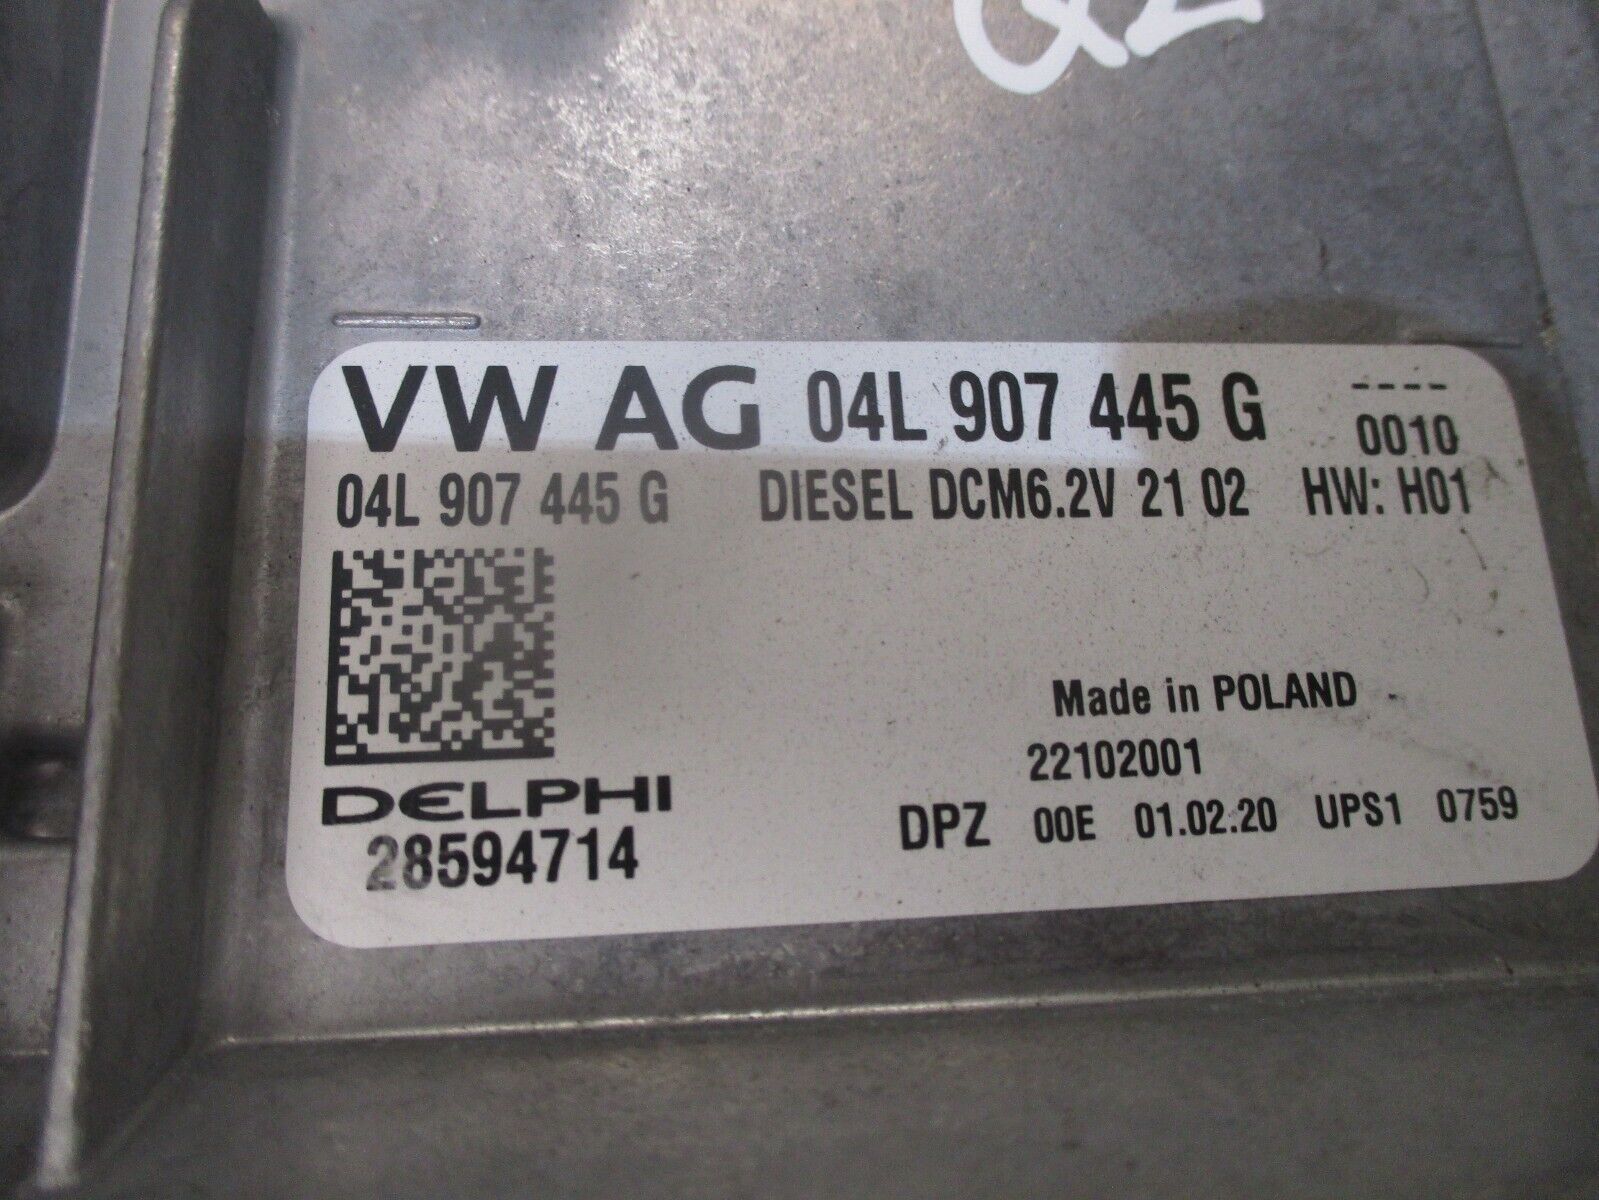 VW AG 04L 907 445 G ----
0010
04L 907 445 G DIESEL DCM6.2V 21 02 HW: H01
Made in POLAND
22102001
DELPHI
28594714
DPZ 00E 01.02.20 UPS1 0759